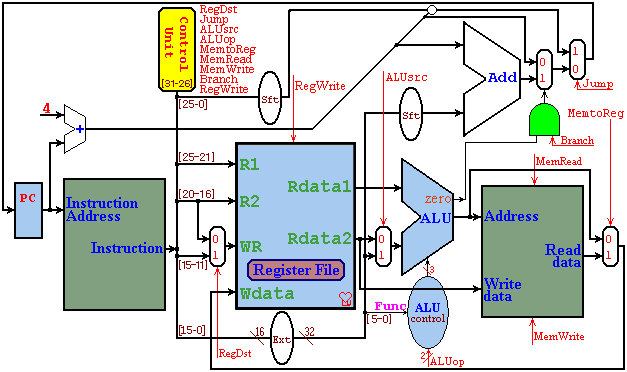 Control
Unit
[31-26]
RegDst
Jump
ALUsrc
ALUop
MemtoReg
MemRead
MemWrite
Branch
RegWrite
[25-0]
Sft
RegWrite
ALUsrc
Sft
Add
0
1
1
0
Jump
MemtoReg
4
+
Branch
MemRead
[25-21]
R1
Rdata1
[20-16]
R2
zero
ALU
PC
Instruction
Address
Instruction
0
1
WR
Rdata2
0
1
Address
Read
data
0
1
[15-11]
Register File
Wdata
3
Write
data
Func
[5-0]
ALU
control
[15-0]
16
Ext
32
RegDst
2
ALUop
MemWrite